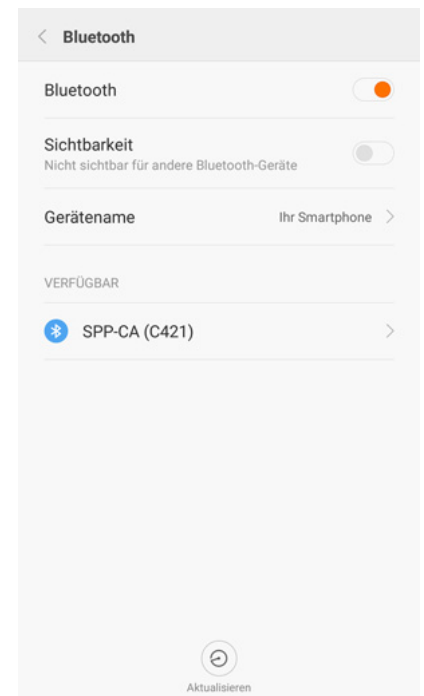 Bluetooth
Bluetooth
Sichtbarkeit
Nicht sichtbar für andere Bluetooth-Geräte
Gerätename Ihr Smartphone
VERFÜGBAR
SPP-CA (C421)
Aktualisieren